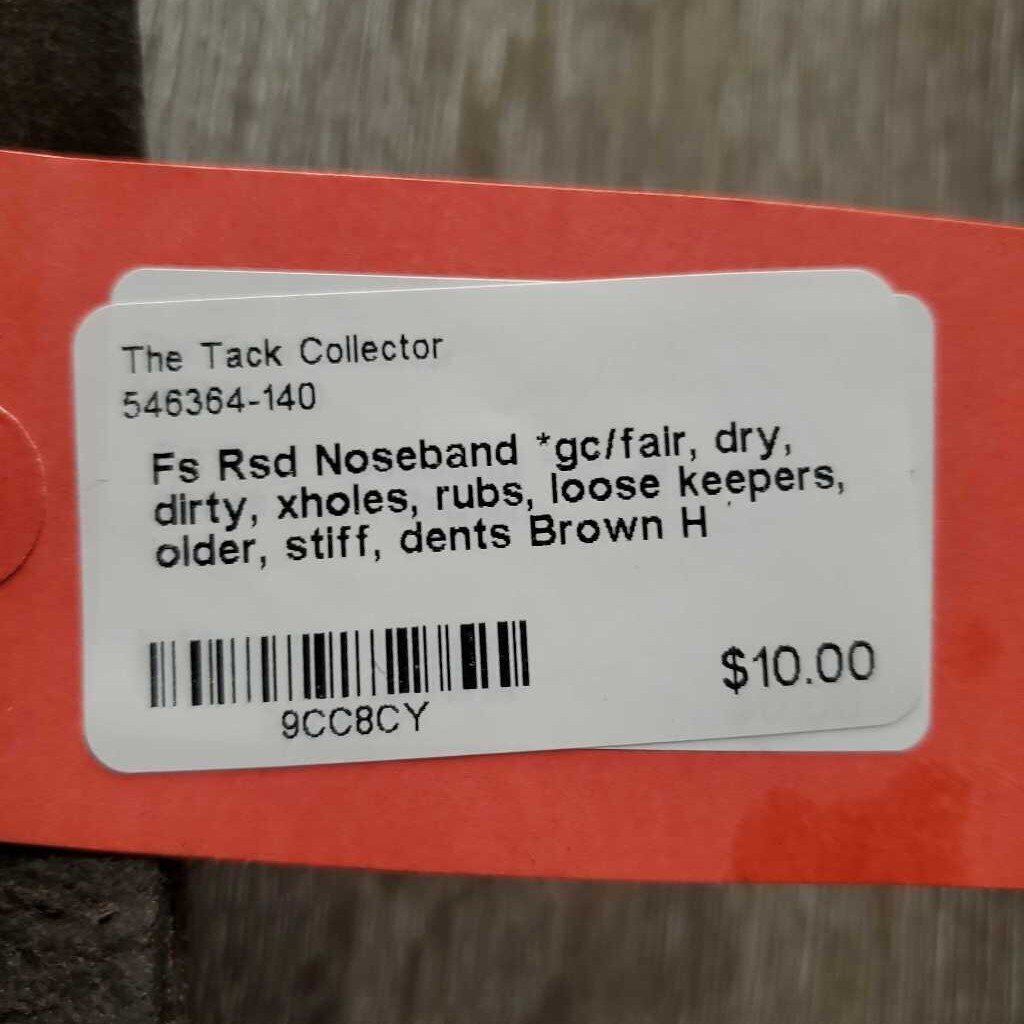 The Tack Collector
546364-140
Fs Rsd Noseband *gc/fair, dry,
dirty, xholes, rubs, loose keepers,
older, stiff, dents Brown H
9CC8CY
$10.00